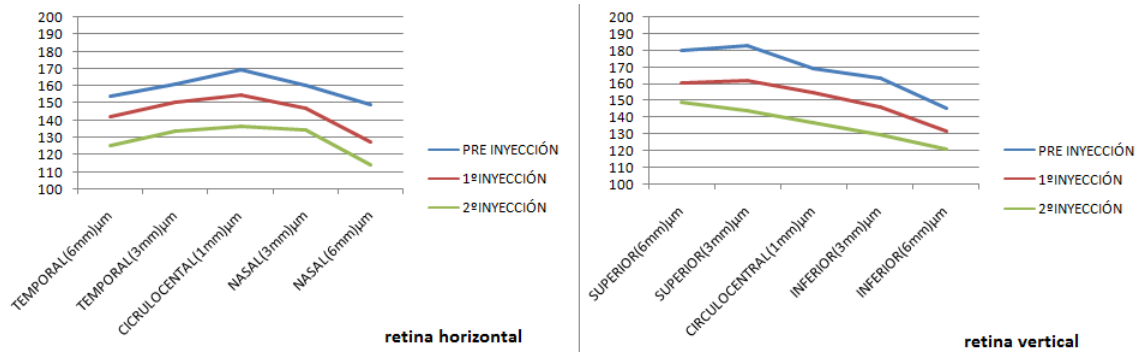 200
190
180
170
160
150
140
130
120
110
100
TEMPORAL(6mm)µm
TEMPORAL(3mm)µm
CICRULOCENTAL(1mm)µm
NASAL(3mm)µm
NASAL(6mm)µm
PRE INYECCIÓN
1ºINYECCIÓN
2ºINYECCIÓN
retina horizontal
200
190
180
170
160
150
140
130
120
110
100
SUPERIOR(6mm)µm
SUPERIOR(3mm)µm
CIRCULOCENTRAL(1mm)µm
INFERIOR(3mm)µm
INFERIOR(6mm)µm
PRE INYECCIÓN
1ºINYECCIÓN
2ºINYECCIÓN
retina vertical